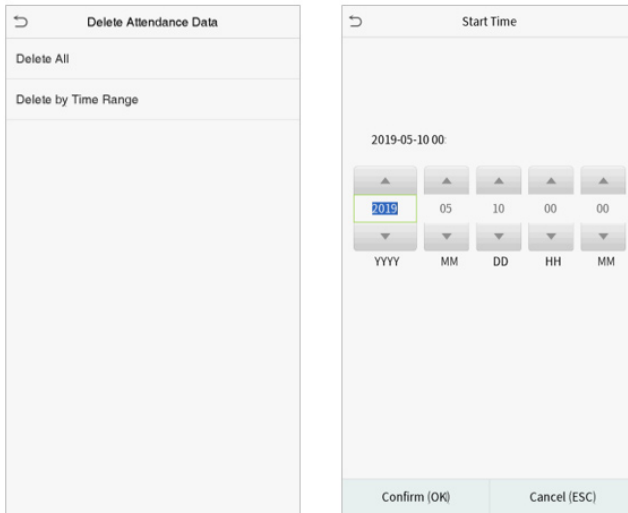 Delete Attendance Data
Delete All
Delete by Time Range
Start Time
2019-05-10 00:
2019 05 10 00 00
YYYY MM DD HH MM
Confirm (OK) Cancel (ESC)